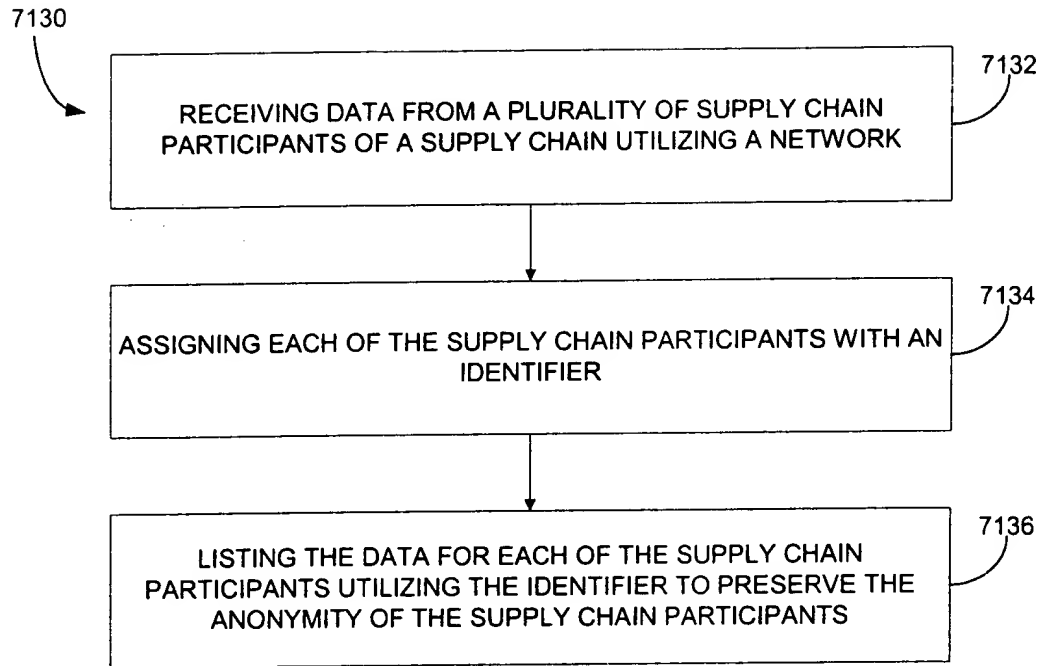 7130
7132
RECEIVING DATA FROM A PLURALITY OF SUPPLY CHAIN
PARTICIPANTS OF A SUPPLY CHAIN UTILIZING A NETWORK
7134
ASSIGNING EACH OF THE SUPPLY CHAIN PARTICIPANTS WITH AN
IDENTIFIER
7136
LISTING THE DATA FOR EACH OF THE SUPPLY CHAIN
PARTICIPANTS UTILIZING THE IDENTIFIER TO PRESERVE THE
ANONYMITY OF THE SUPPLY CHAIN PARTICIPANTS